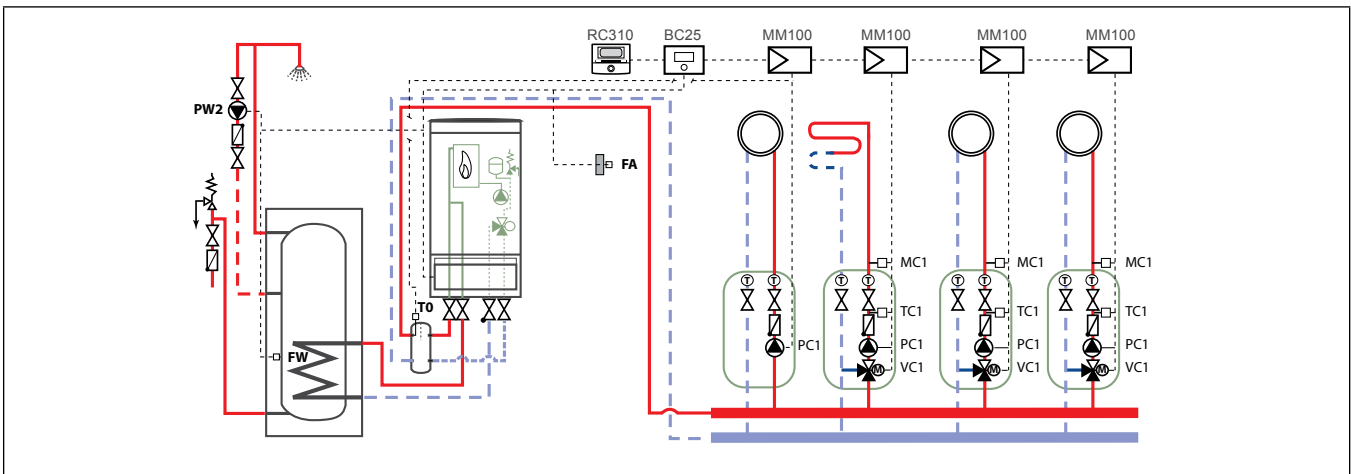 RC310 BC25 MM100 MM100 MM100 MM100
PW2
FA
T0
FW
MC1 MC1 MC1
T T T T T T T T
TC1 TC1 TC1
PC1 PC1 PC1 PC1
M VC1 M VC1 M VC1